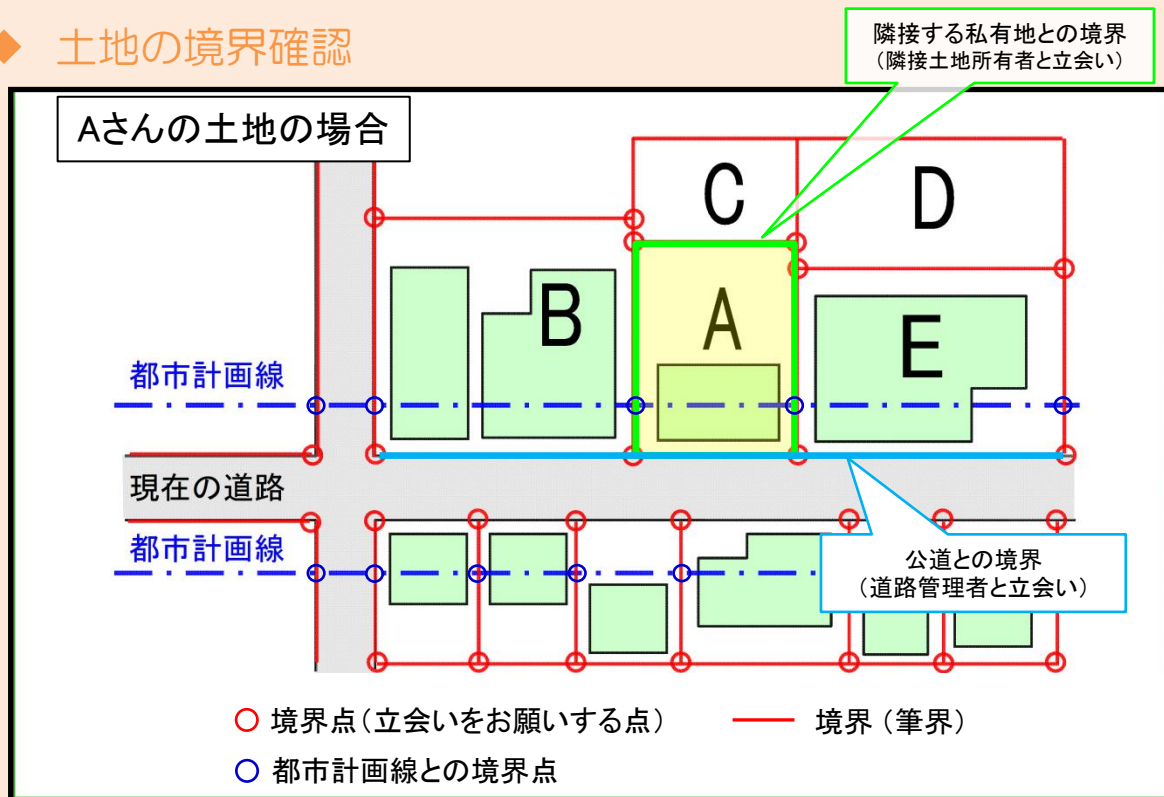 土地の境界確認
隣接する私有地との境界
（隣接土地所有者と立会い）
Aさんの土地の場合
C
D
B
A
E
都市計画線
現在の道路
都市計画線
公道との境界
（道路管理者と立会い）
境界点（立会いをお願いする点）
境界（筆界）
都市計画線との境界点